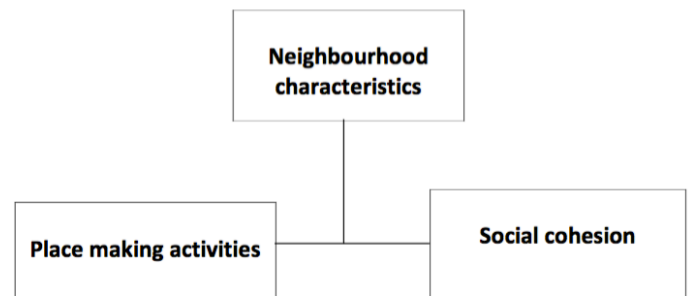 Neighbourhood
characteristics
Place making activities
Social cohesion